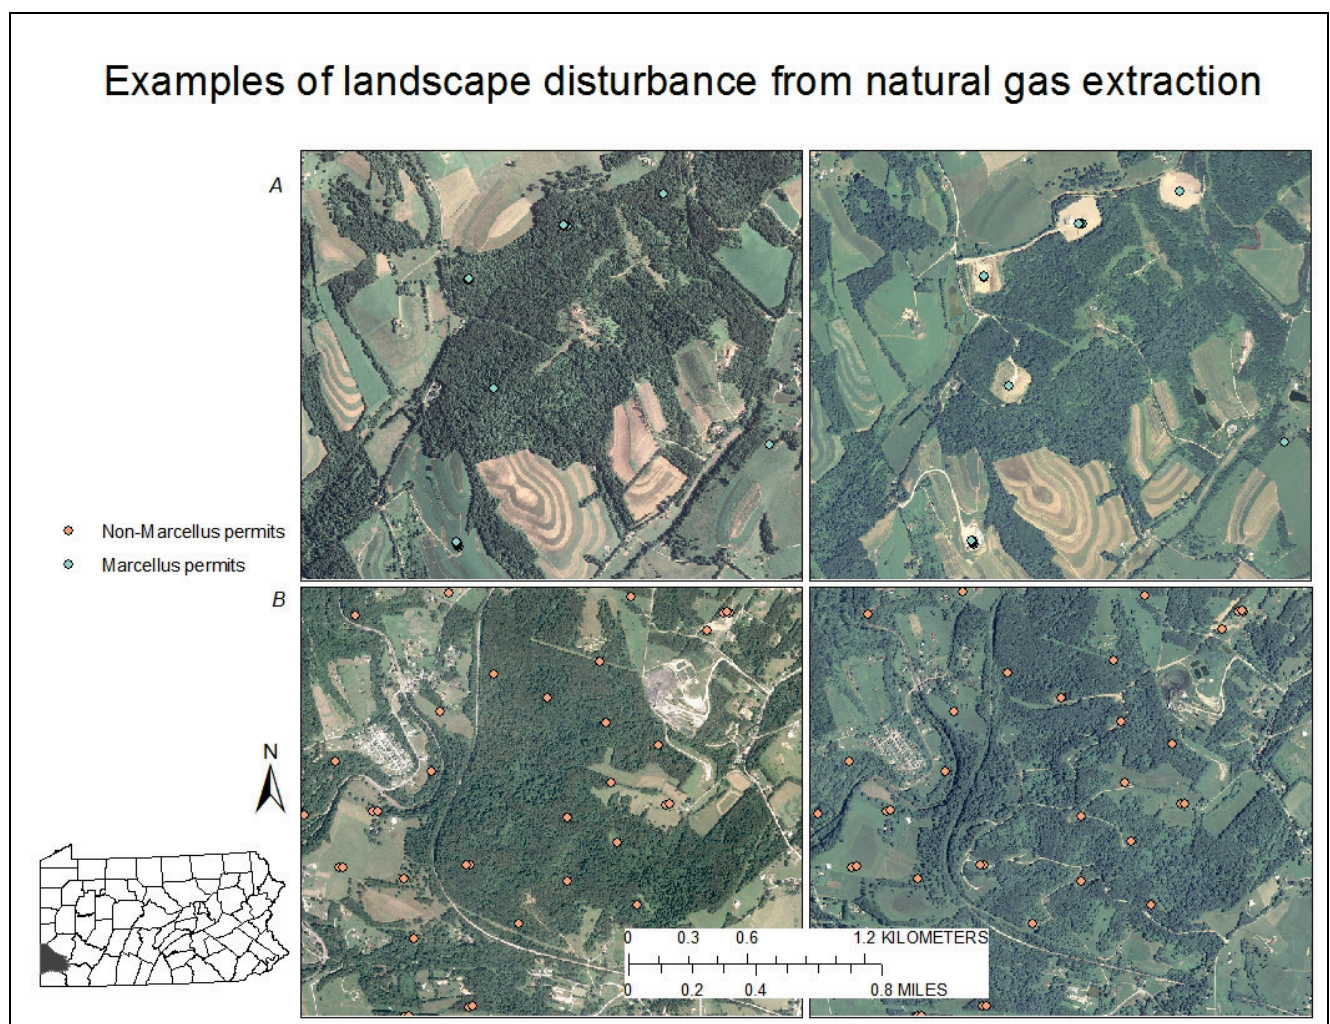 Examples of landscape disturbance from natural gas extraction
A
Non-Marcellus permits
Marcellus permits
B
N
0 0.3 0.6 1.2 KILOMETERS
0 0.2 0.4 0.8 MILES